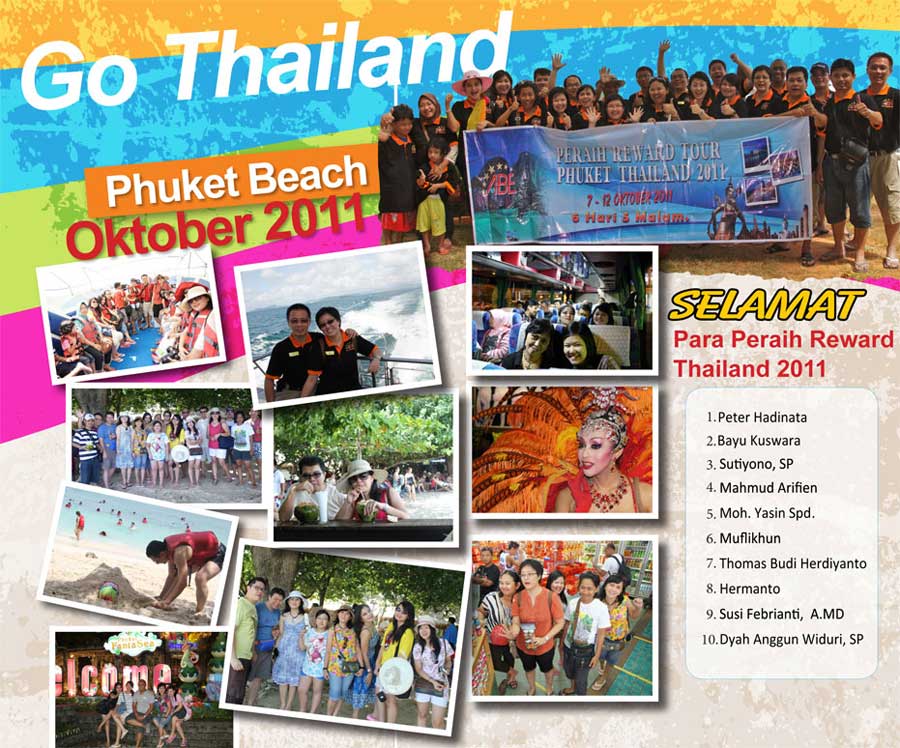 Go Thailand
Phuket Beach
Oktober 2011
ABE
PERAIH REWARD TOUR
PHUKET THAILAND 2011
7 - 12 OKTOBER 2011
6 Hari 5 Malam
SELAMAT
Para Peraih Reward
Thailand 2011
1. Peter Hadinata
2. Bayu Kuswara
3. Sutiyono, SP
4. Mahmud Arifien
5. Moh. Yasin Spd.
6. Muflikhun
7. Thomas Budi Herdiyanto
8. Hermanto
9. Susi Febrianti, A.MD
10. Dyah Anggun Widuri, SP
FantaSea
elcome